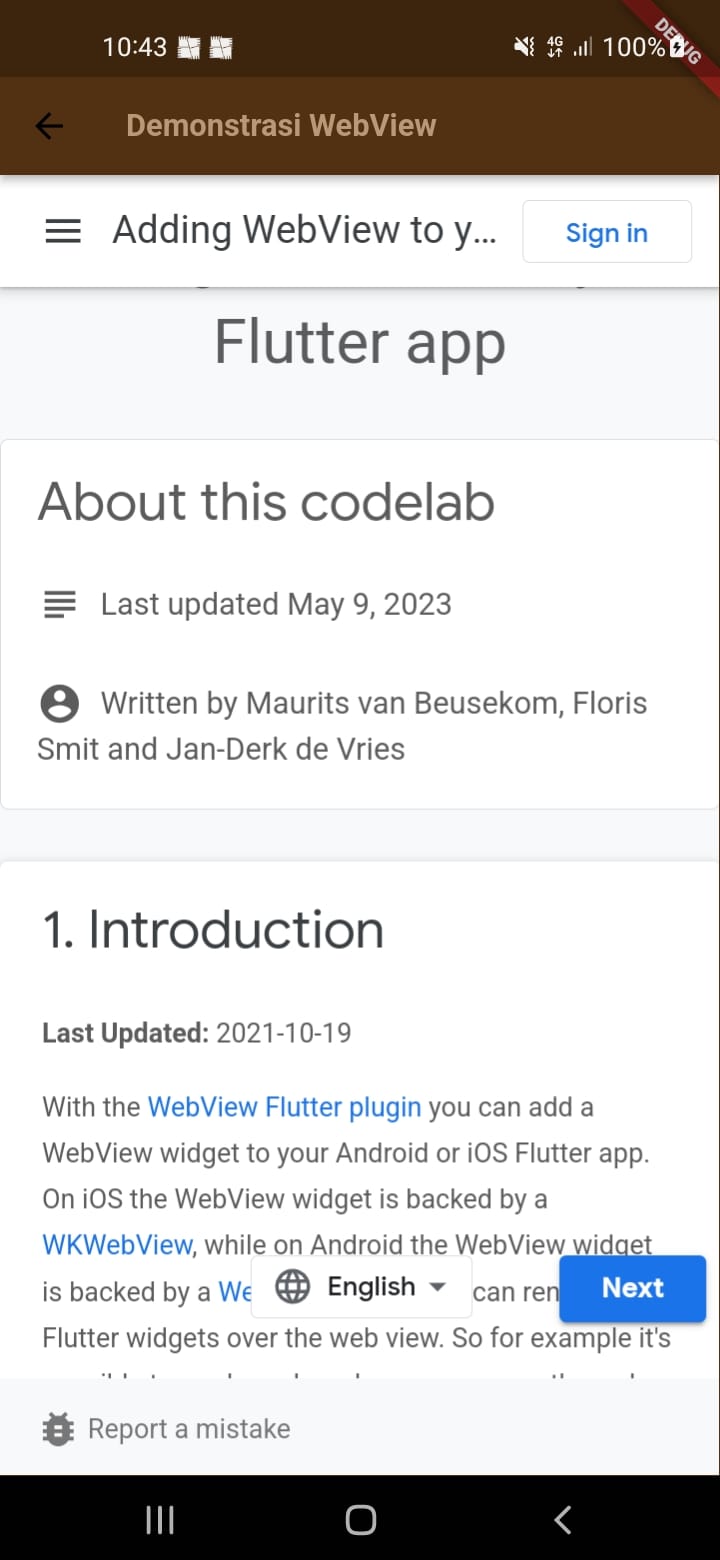 10:43
4G
100%
DEBUG
Demonstrasi WebView
Adding WebView to y...
Sign in
Flutter app
About this codelab
Last updated May 9, 2023
Written by Maurits van Beusekom, Floris
Smit and Jan-Derk de Vries
1. Introduction
Last Updated: 2021-10-19
With the WebView Flutter plugin you can add a
WebView widget to your Android or iOS Flutter app.
On iOS the WebView widget is backed by a
WKWebView, while on Android the WebView widget
is backed by a We
English
can ren
Next
Flutter widgets over the web view. So for example it's
Report a mistake